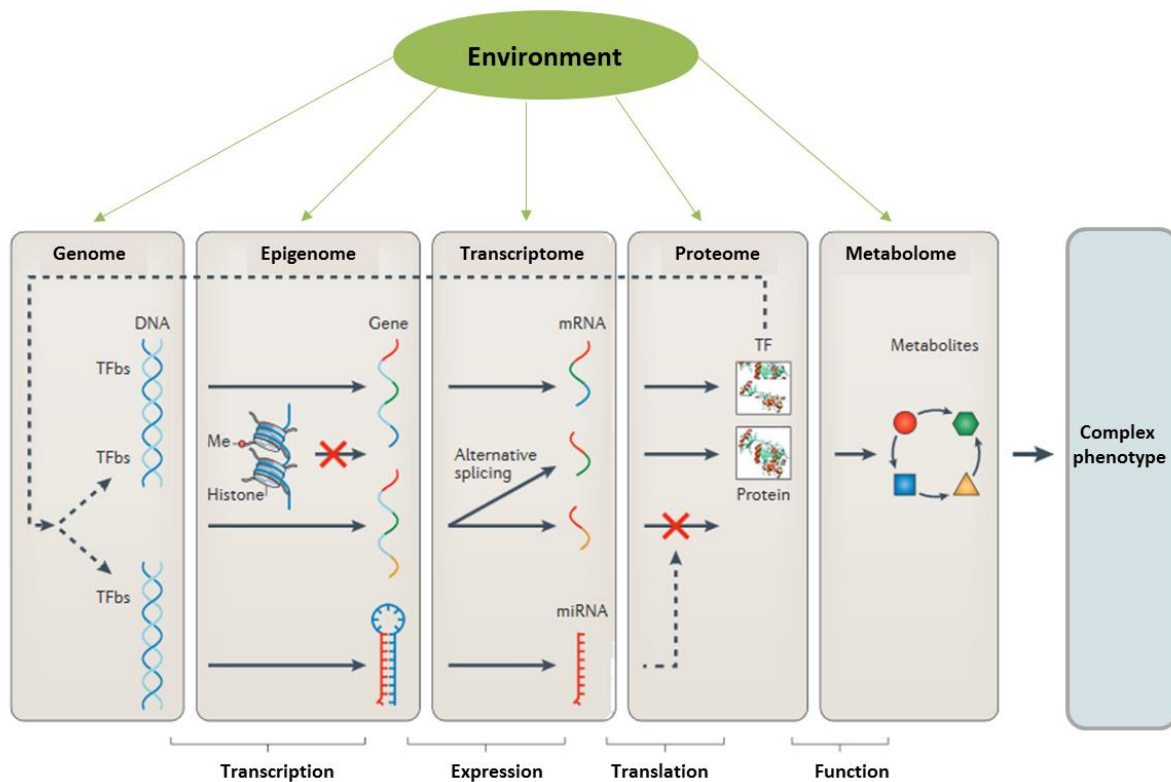 Environment
Genome
Epigenome
Transcriptome
Proteome
Metabolome
DNA
Gene
mRNA
TF
Metabolites
TFbs
Me
Alternative
splicing
TFbs
Histone
Protein
Complex
phenotype
TFbs
miRNA
Transcription
Expression
Translation
Function